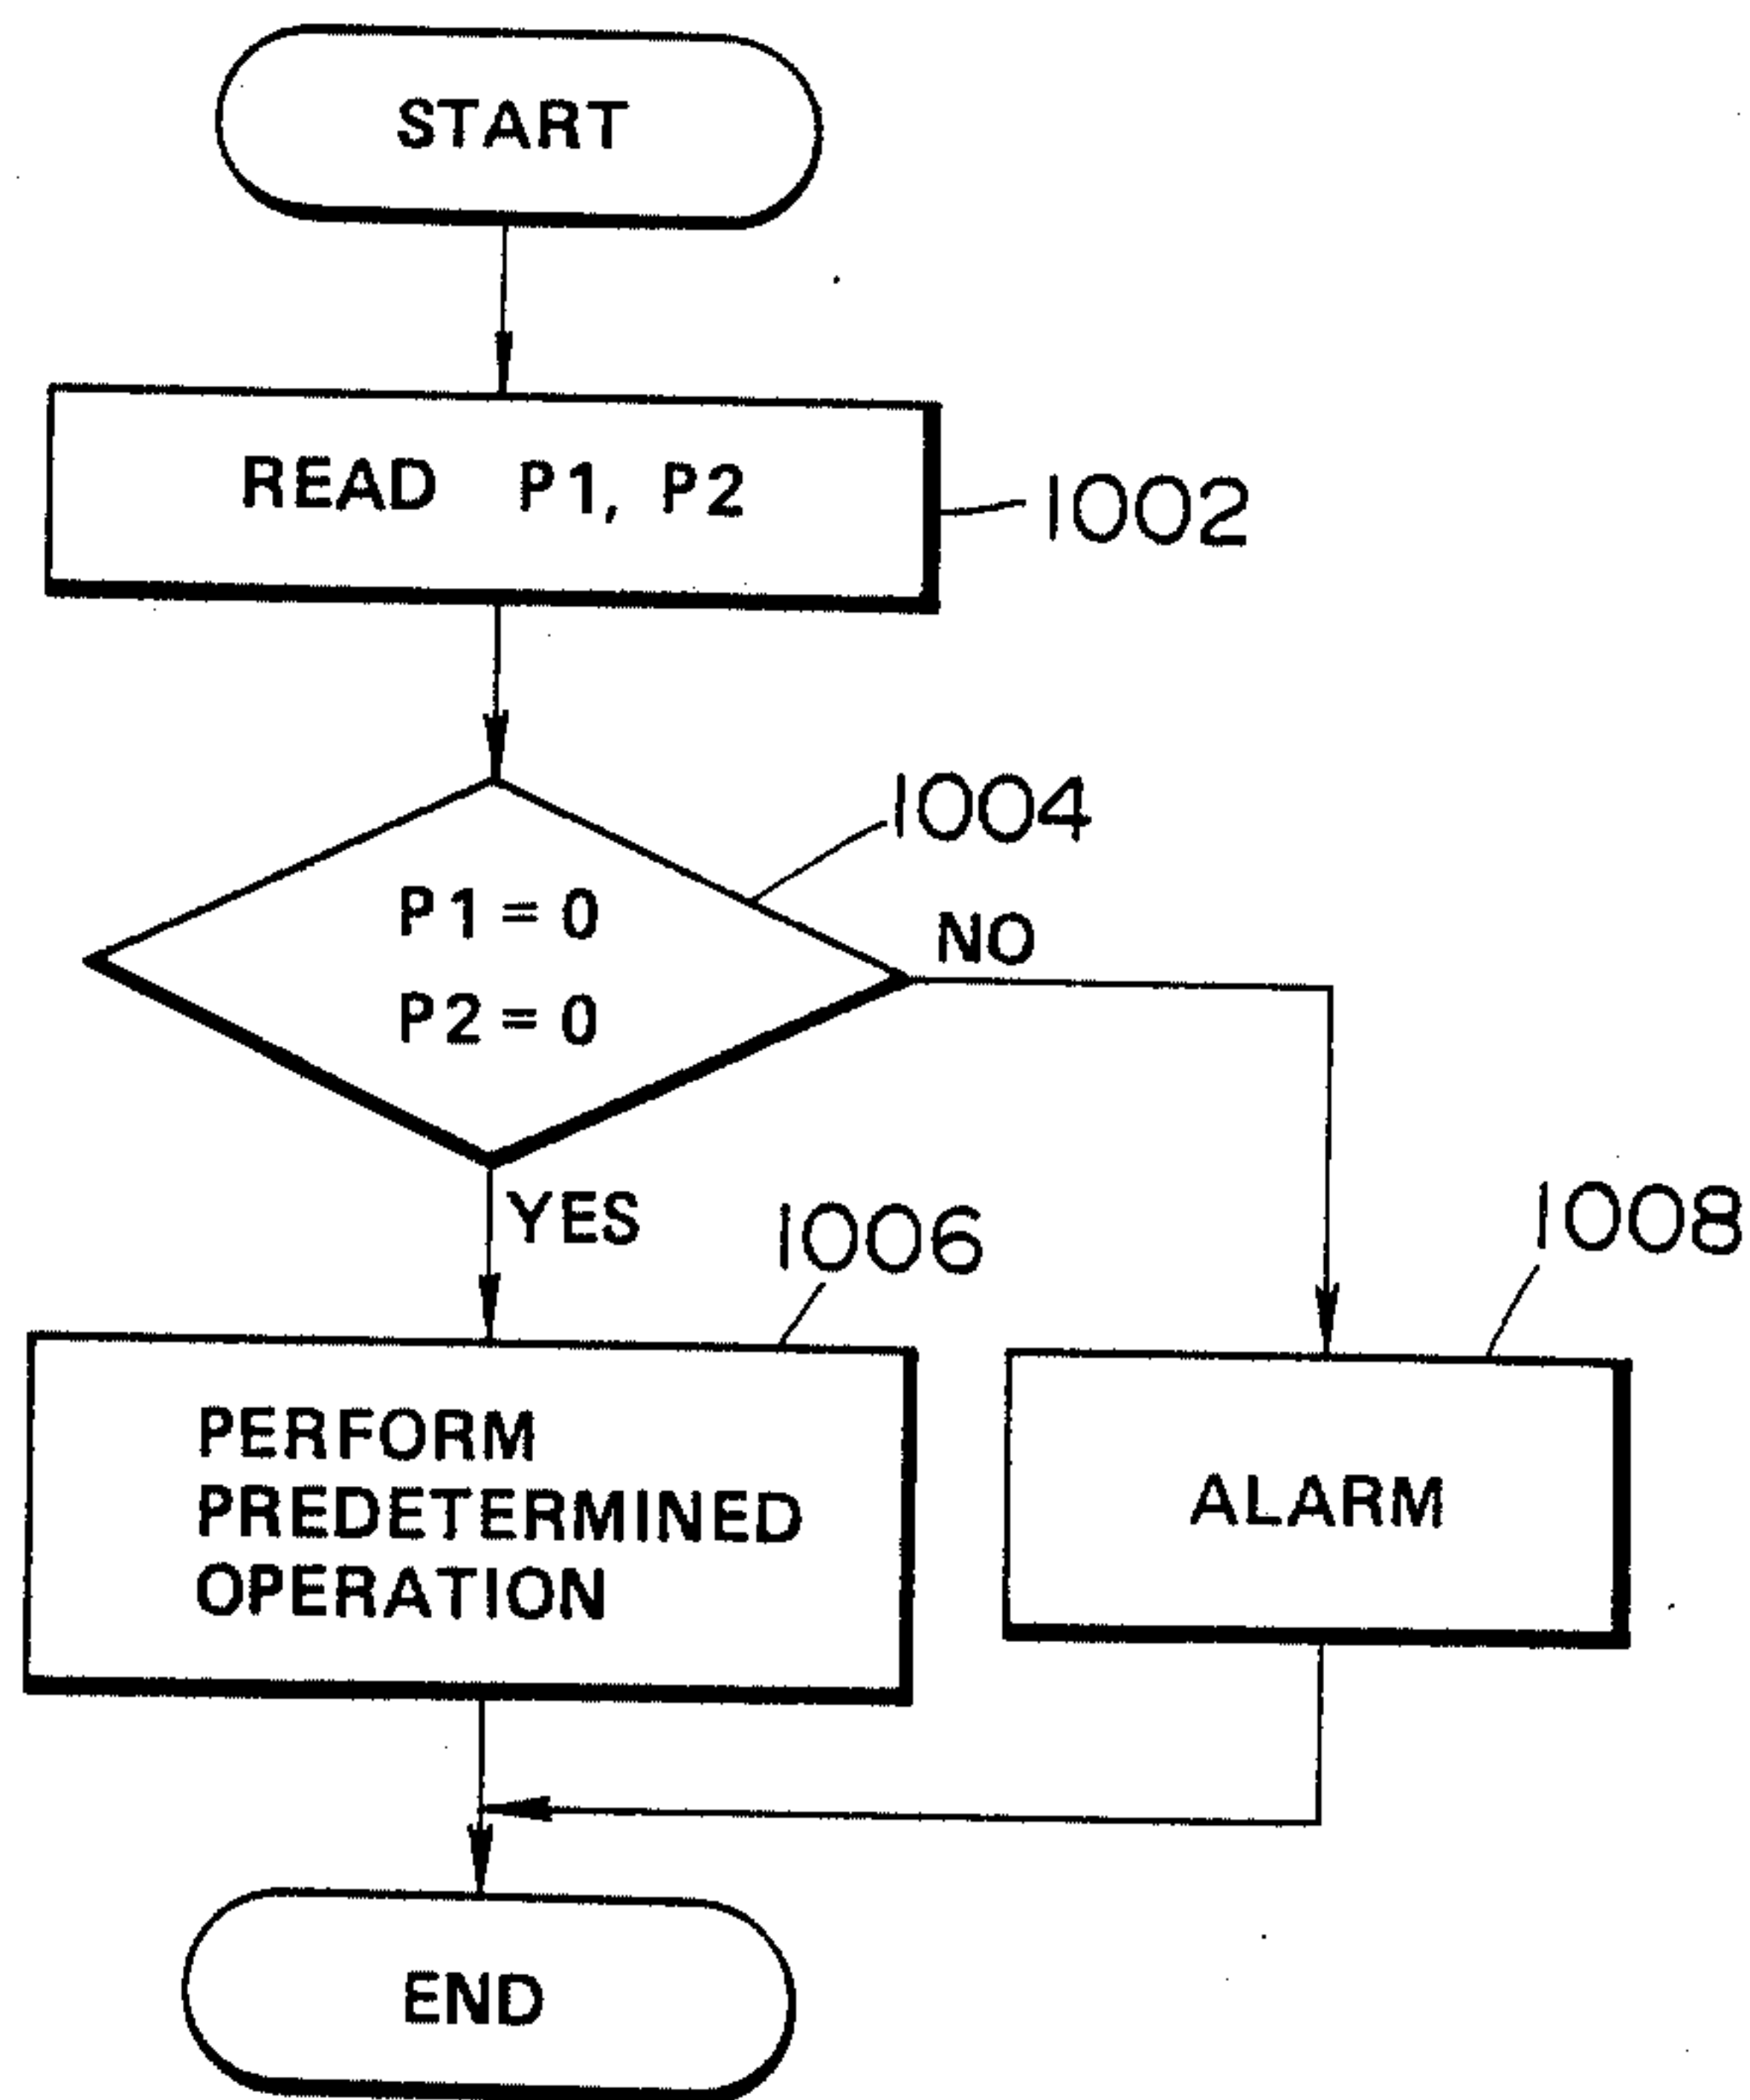 START
READ P1, P2
1002
1004
P1 = 0
P2 = 0
NO
YES
1006
1008
PERFORM
PREDETERMINED
OPERATION
ALARM
END